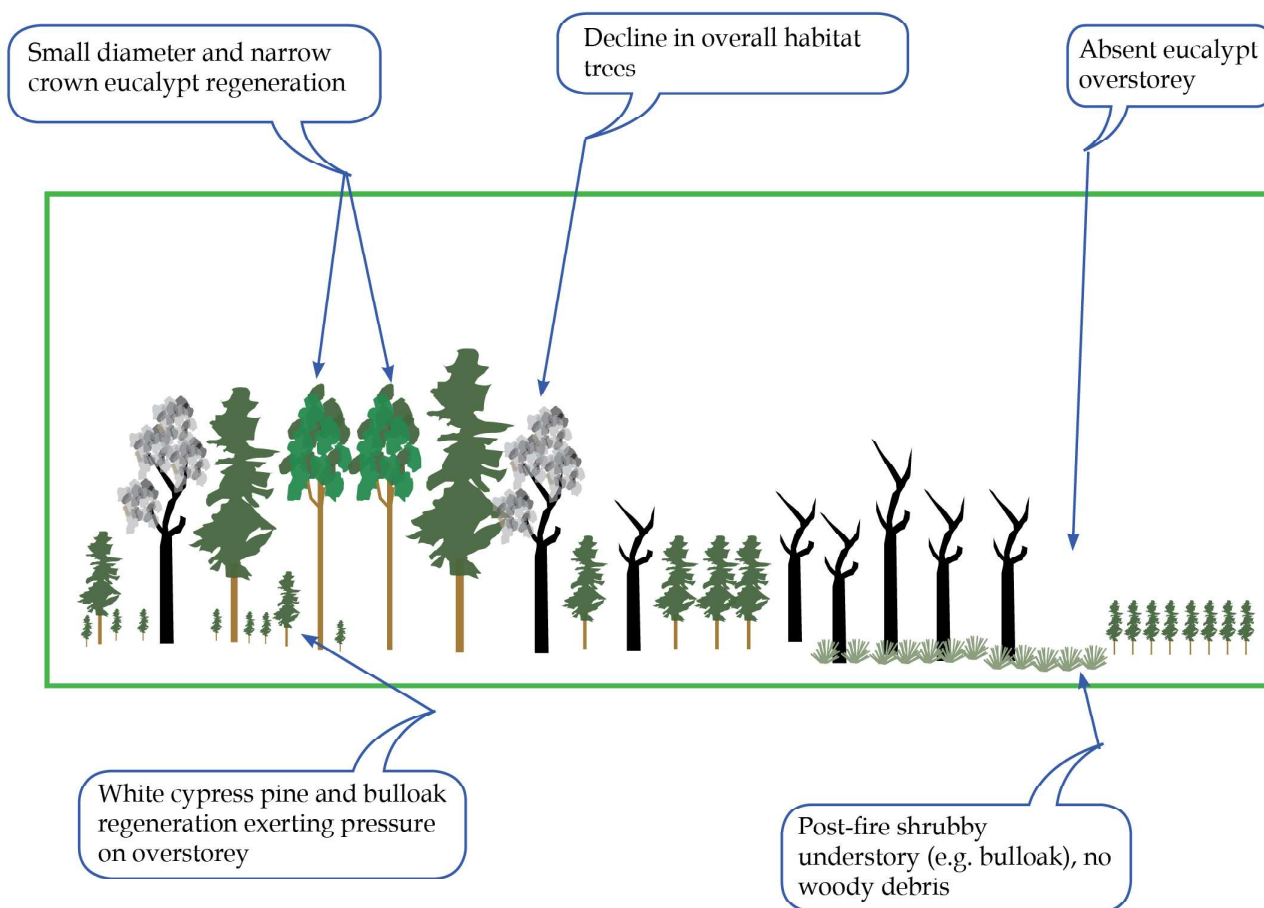 Small diameter and narrow
crown eucalypt regeneration
Decline in overall habitat
trees
Absent eucalypt
overstorey
White cypress pine and bulloak
regeneration exerting pressure
on overstorey
Post-fire shrubby
understory (e.g. bulloak), no
woody debris